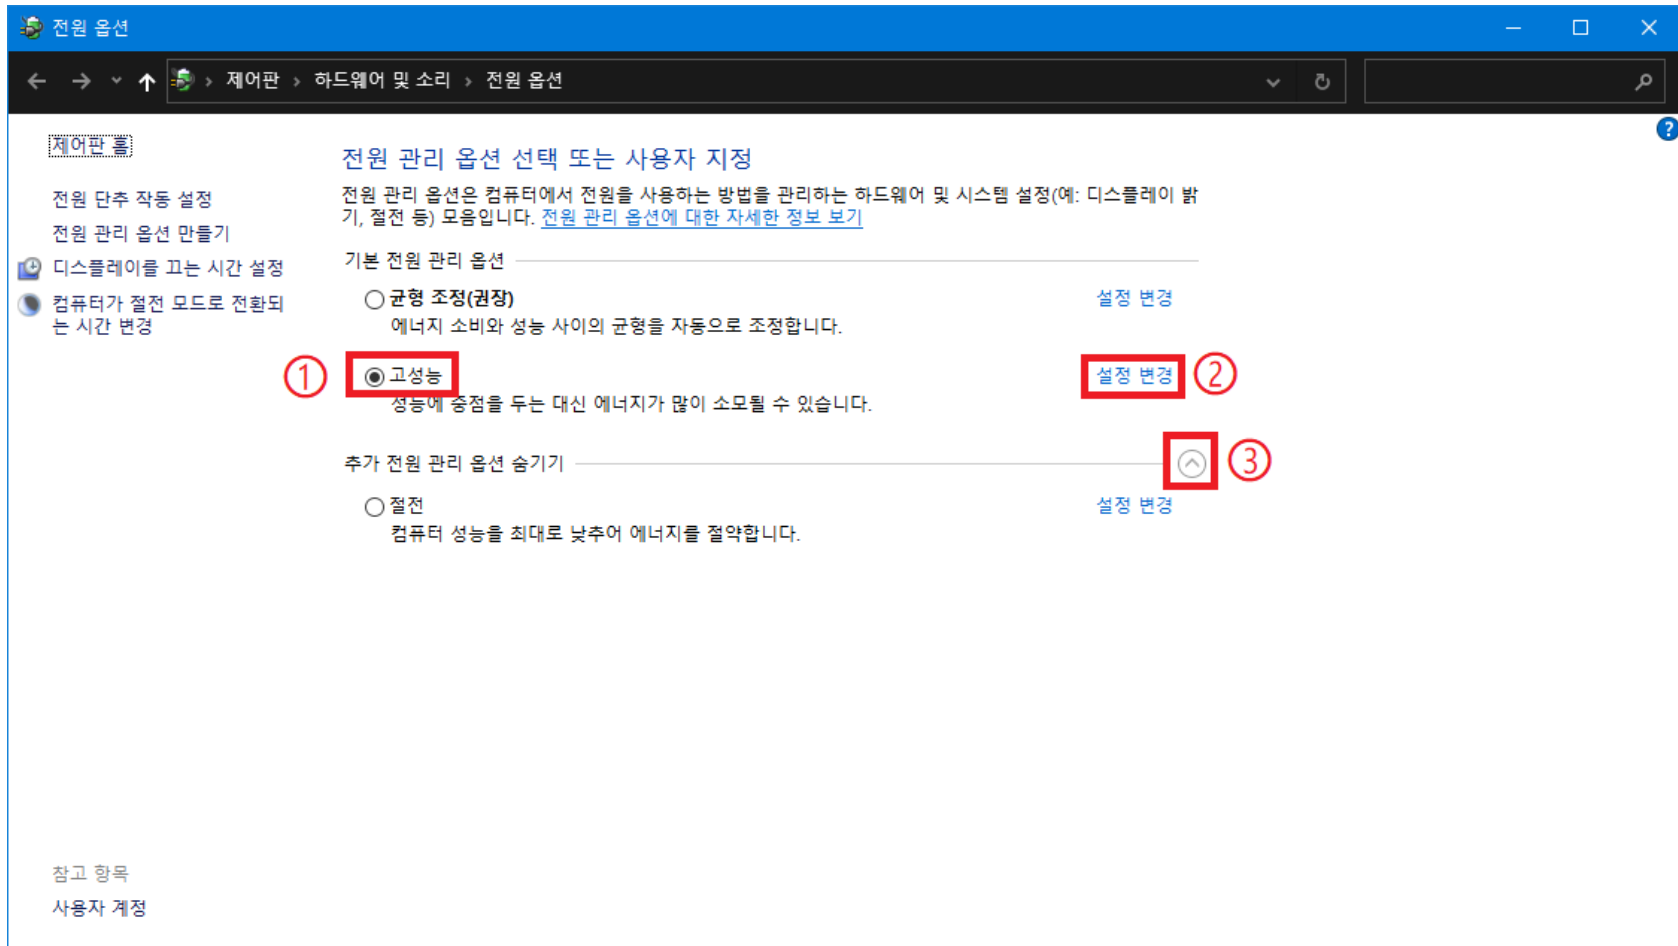 전원 옵션
제어판 › 하드웨어 및 소리 › 전원 옵션
제어판 홈
전원 단추 작동 설정
전원 관리 옵션 만들기
디스플레이를 끄는 시간 설정
컴퓨터가 절전 모드로 전환되
는 시간 변경
전원 관리 옵션 선택 또는 사용자 지정
전원 관리 옵션은 컴퓨터에서 전원을 사용하는 방법을 관리하는 하드웨어 및 시스템 설정(예: 디스플레이 밝
기, 절전 등) 모음입니다. 전원 관리 옵션에 대한 자세한 정보 보기
기본 전원 관리 옵션
균형 조정(권장) 설정 변경
에너지 소비와 성능 사이의 균형을 자동으로 조정합니다.
① 고성능 설정 변경 ②
성능에 중점을 두는 대신 에너지가 많이 소모될 수 있습니다.
추가 전원 관리 옵션 숨기기 ③
절전 설정 변경
컴퓨터 성능을 최대로 낮추어 에너지를 절약합니다.
참고 항목
사용자 계정